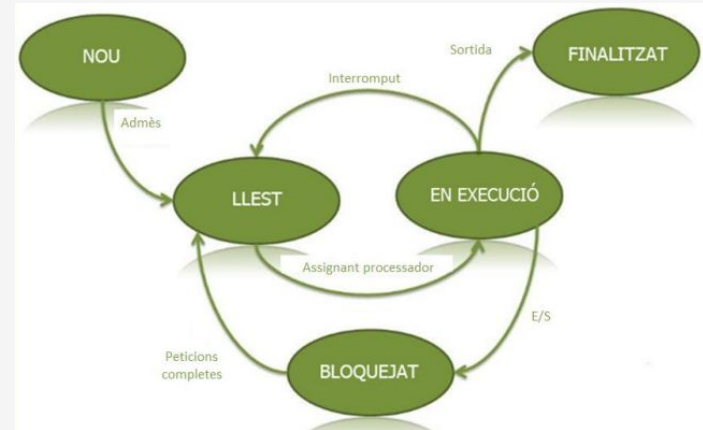 NOU
FINALITZAT
Sortida
Interromput
Admès
LLEST
EN EXECUCIÓ
Assignant processador
E/S
Peticions
completes
BLOQUEJAT